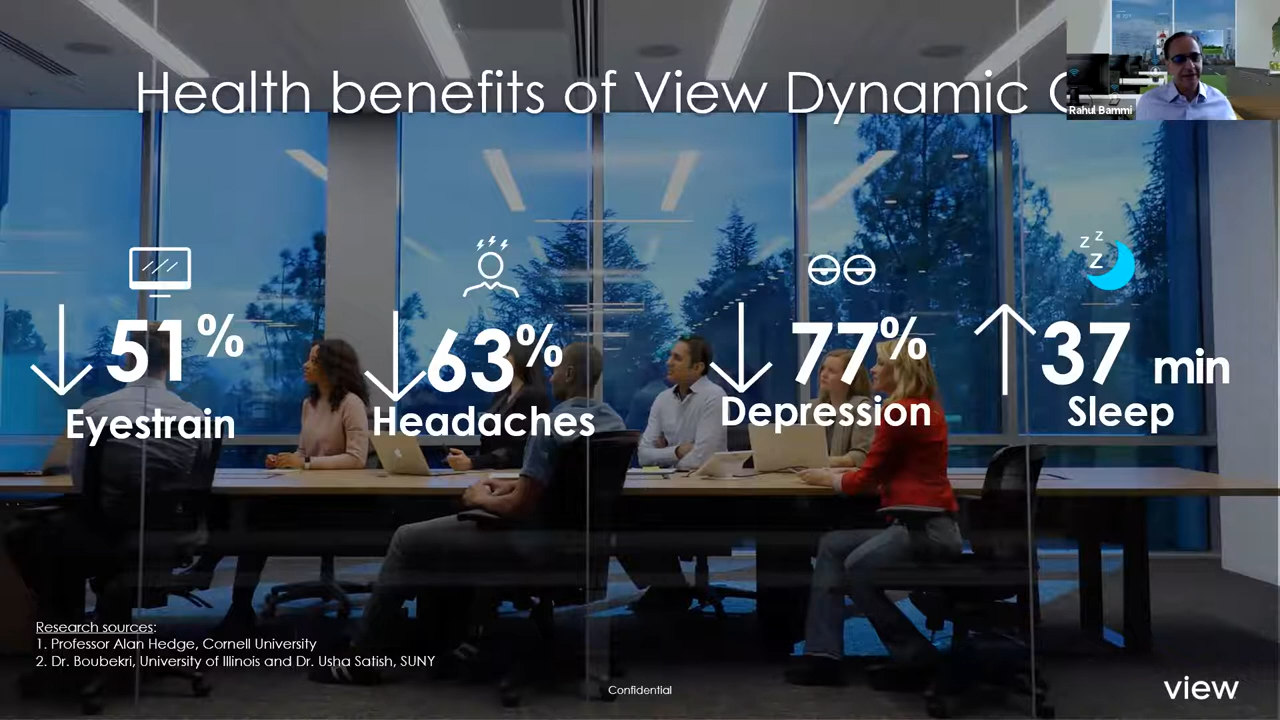 Health benefits of View Dynamic
Rahul Bammi
z z
z
51%
Eyestrain
63%
Headaches
77%
Depression
37 min
Sleep
Research sources:
1. Professor Alan Hedge, Cornell University
2. Dr. Boubekri, University of Illinois and Dr. Usha Satish, SUNY
Confidential
view